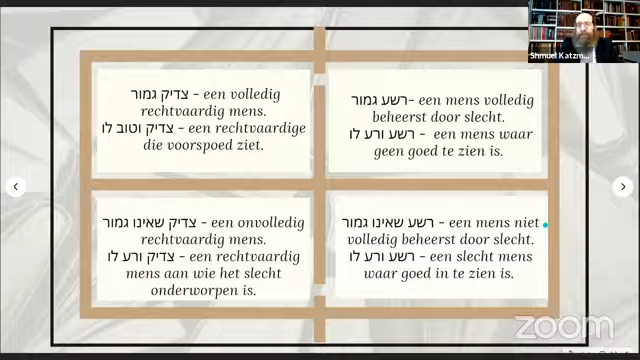 Shmuel Katzm...
צדיק גמור – een volledig
rechtvaardig mens.
צדיק וטוב לו – een rechtvaardige
die voorspoed ziet.
רשע גמור– een mens volledig
beheerst door slecht.
רשע ורע לו – een mens waar
geen goed te zien is.
צדיק שאינו גמור – een onvolledig
rechtvaardig mens.
צדיק ורע לו – een rechtvaardig
mens aan wie het slecht
onderworpen is.
רשע שאינו גמור – een mens niet
volledig beheerst door slecht.
רשע ורע לו – een slecht mens
waar goed in te zien is.
zoom